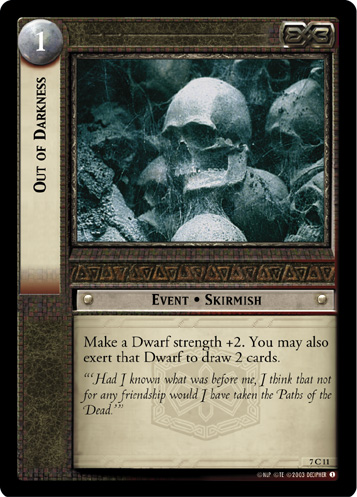 1
OUT OF DARKNESS
EVENT • SKIRMISH
Make a Dwarf strength +2. You may also
exert that Dwarf to draw 2 cards.
“‘Had I known what was before me, I think that not
for any friendship would I have taken the Paths of the
Dead.’”
7 C 11
©NLP ™TE ©2003 DECIPHER